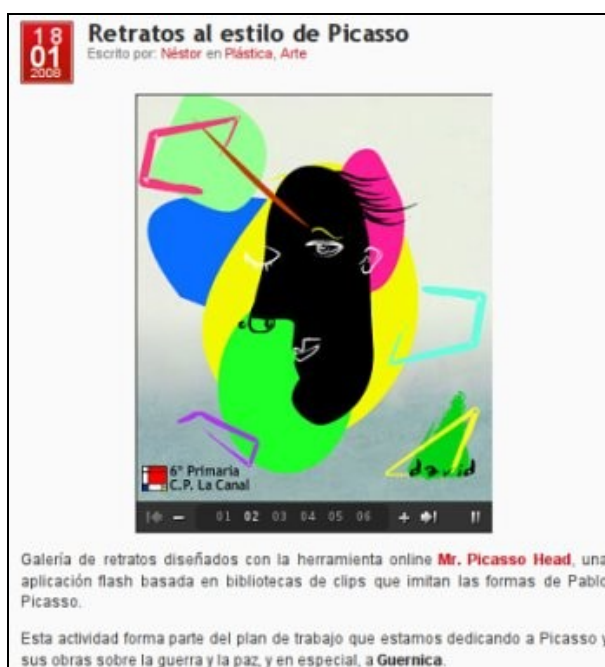 18
01
2008
Retratos al estilo de Picasso
Escrito por: Néstor en Plástica, Arte
david
6º Primaria
C.P. La Canal
01 02 03 04 05 06
Galería de retratos diseñados con la herramienta online Mr. Picasso Head, una
aplicación flash basada en bibliotecas de clips que imitan las formas de Pablo
Picasso.
Esta actividad forma parte del plan de trabajo que estamos dedicando a Picasso y
sus obras sobre la guerra y la paz, y en especial, a Guernica.